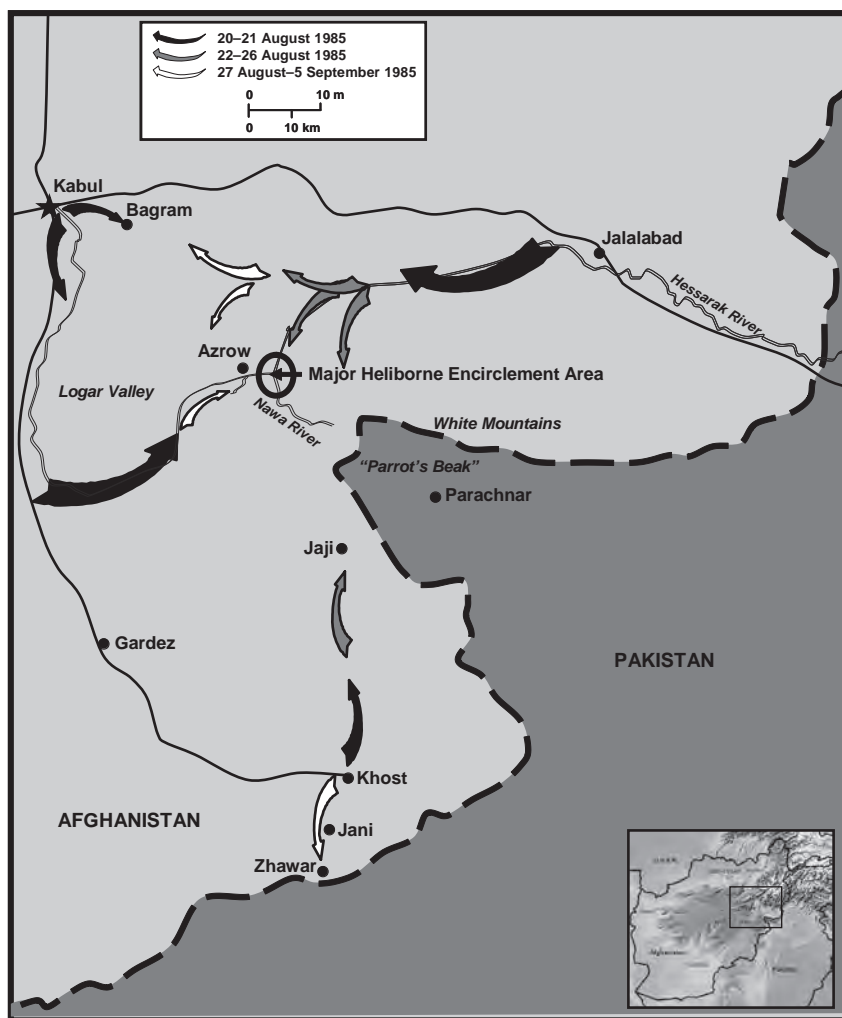 20–21 August 1985
22–26 August 1985
27 August–5 September 1985
0 10 m
0 10 km
Kabul
Bagram
Jalalabad
Hessarak River
Azrow
Major Heliborne Encirclement Area
Logar Valley
Nawa River
White Mountains
“Parrot’s Beak”
Parachnar
Jaji
Gardez
PAKISTAN
Khost
AFGHANISTAN
Jani
Zhawar